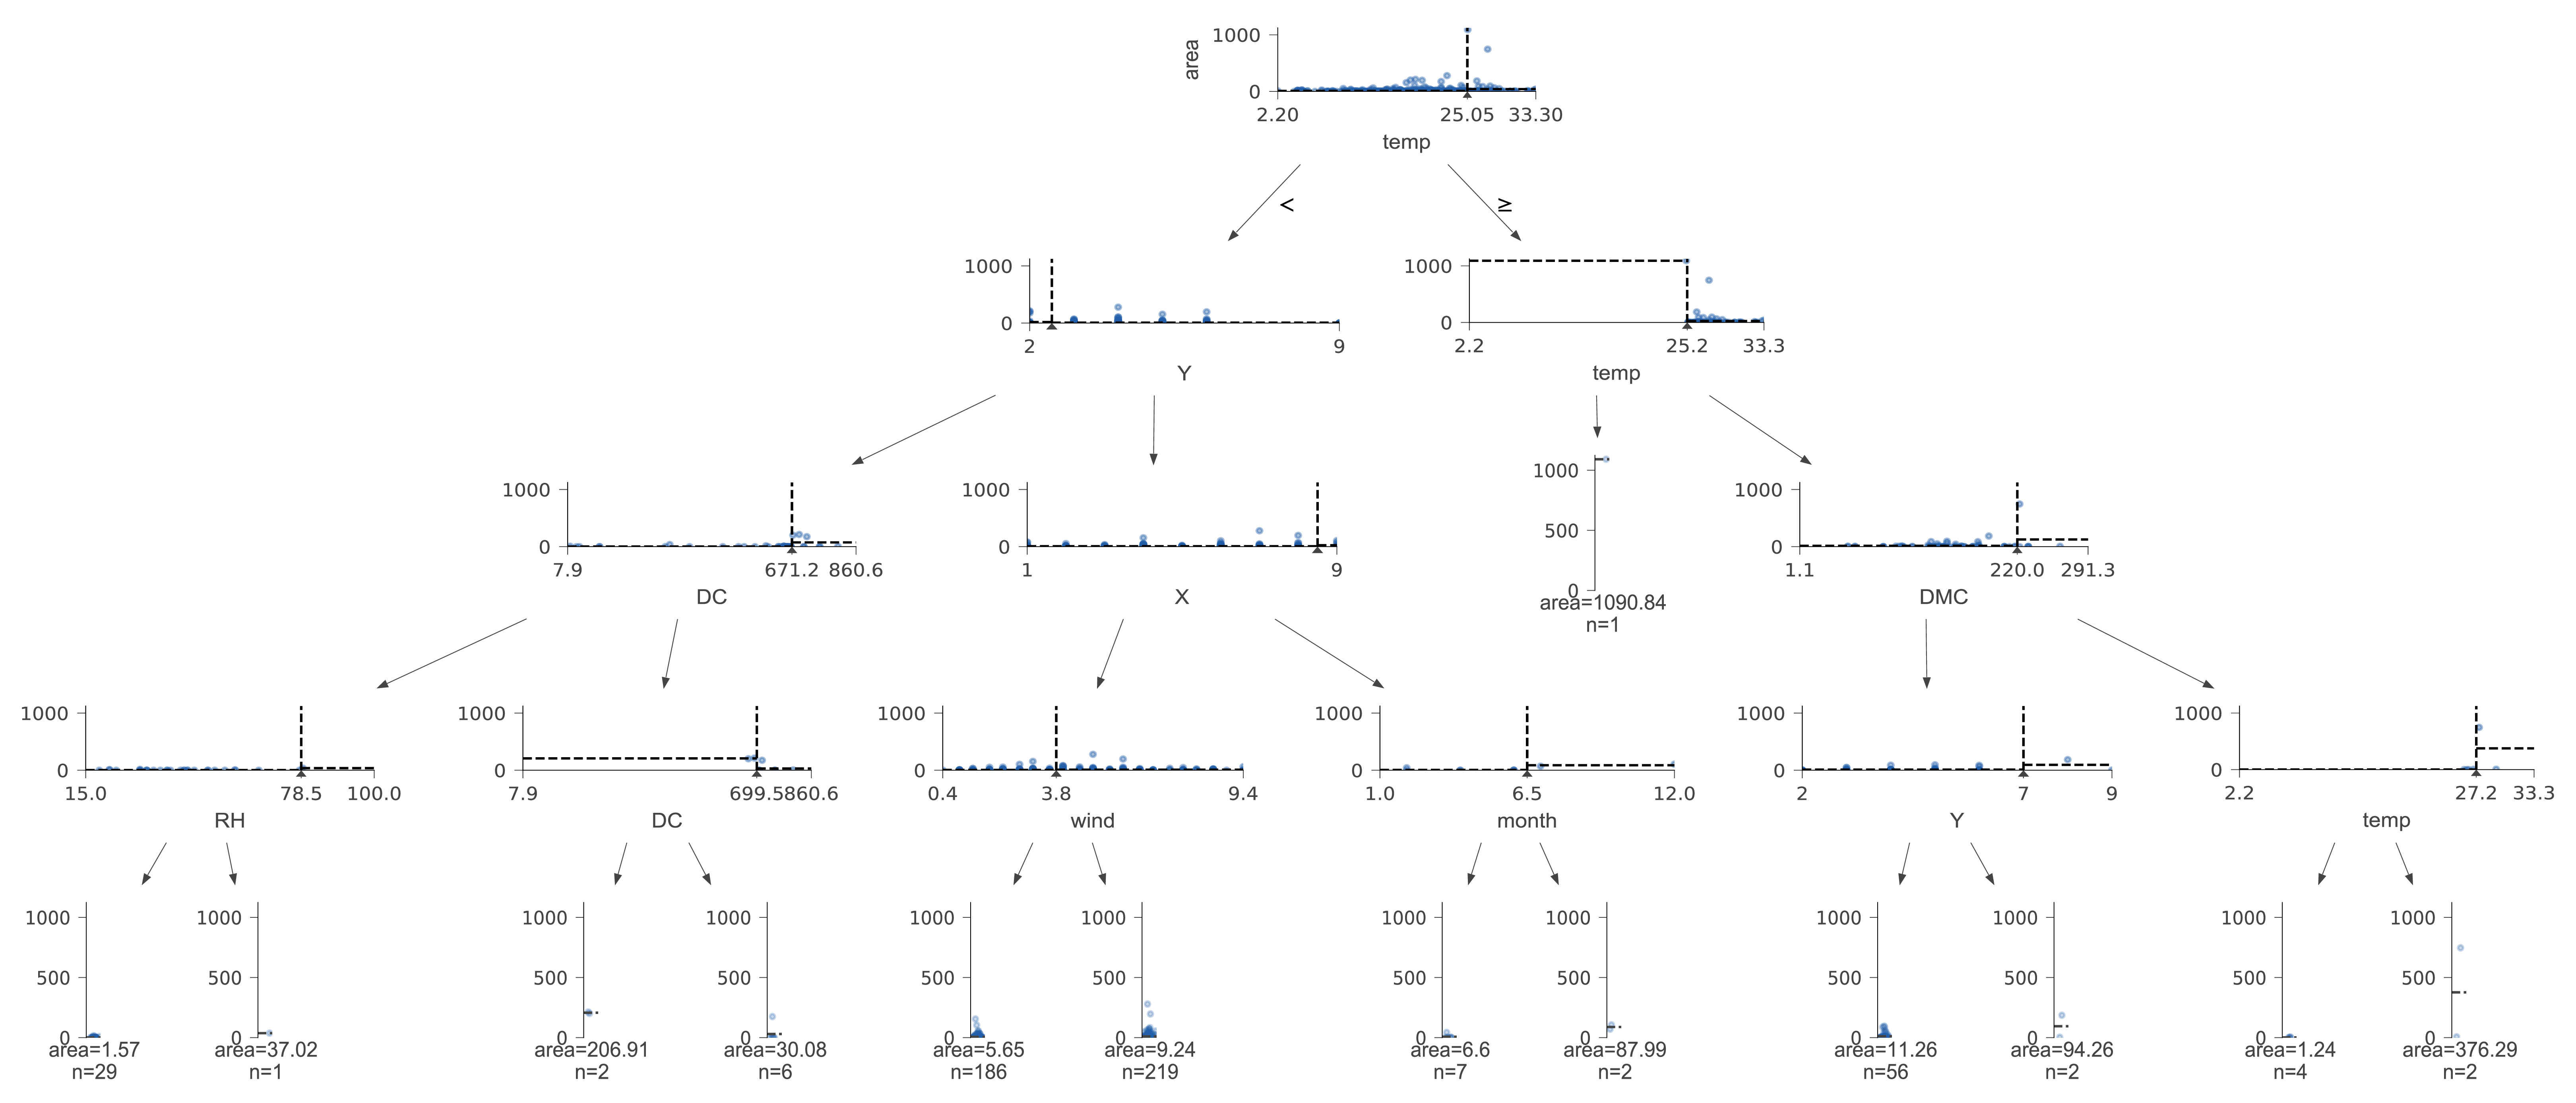 area
1000
0
2.20 25.05 33.30
temp
< ≥
1000 1000
0 0
2 9 2.2 25.2 33.3
Y temp
1000 1000 1000 1000
500
0 0 0 0
7.9 671.2 860.6 1 9 1.1 220.0 291.3
DC X area=1090.84 DMC
n=1
1000 1000 1000 1000 1000 1000
0 0 0 0 0 0
15.0 78.5 100.0 7.9 699.5860.6 0.4 3.8 9.4 1.0 6.5 12.0 2 7 9 2.2 27.2 33.3
RH DC wind month Y temp
1000 1000 1000 1000 1000 1000 1000 1000 1000 1000 1000 1000
500 500 500 500 500 500 500 500 500 500 500 500
0 0 0 0 0 0 0 0 0 0 0 0
area=1.57 area=37.02 area=206.91 area=30.08 area=5.65 area=9.24 area=6.6 area=87.99 area=11.26 area=94.26 area=1.24 area=376.29
n=29 n=1 n=2 n=6 n=186 n=219 n=7 n=2 n=56 n=2 n=4 n=2